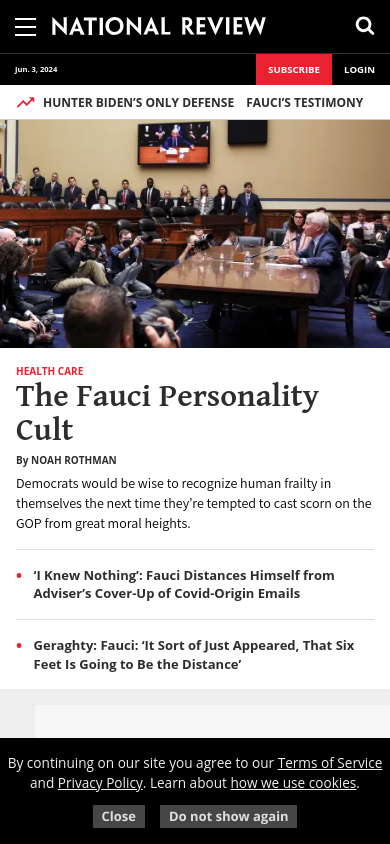 NATIONAL REVIEW
Jun. 3, 2024
SUBSCRIBE
LOGIN
HUNTER BIDEN’S ONLY DEFENSE
FAUCI’S TESTIMONY
HEALTH CARE
The Fauci Personality
Cult
By NOAH ROTHMAN
Democrats would be wise to recognize human frailty in
themselves the next time they’re tempted to cast scorn on the
GOP from great moral heights.
‘I Knew Nothing’: Fauci Distances Himself from
Adviser’s Cover-Up of Covid-Origin Emails
Geraghty: Fauci: ‘It Sort of Just Appeared, That Six
Feet Is Going to Be the Distance’
By continuing on our site you agree to our Terms of Service
and Privacy Policy. Learn about how we use cookies.
Close
Do not show again